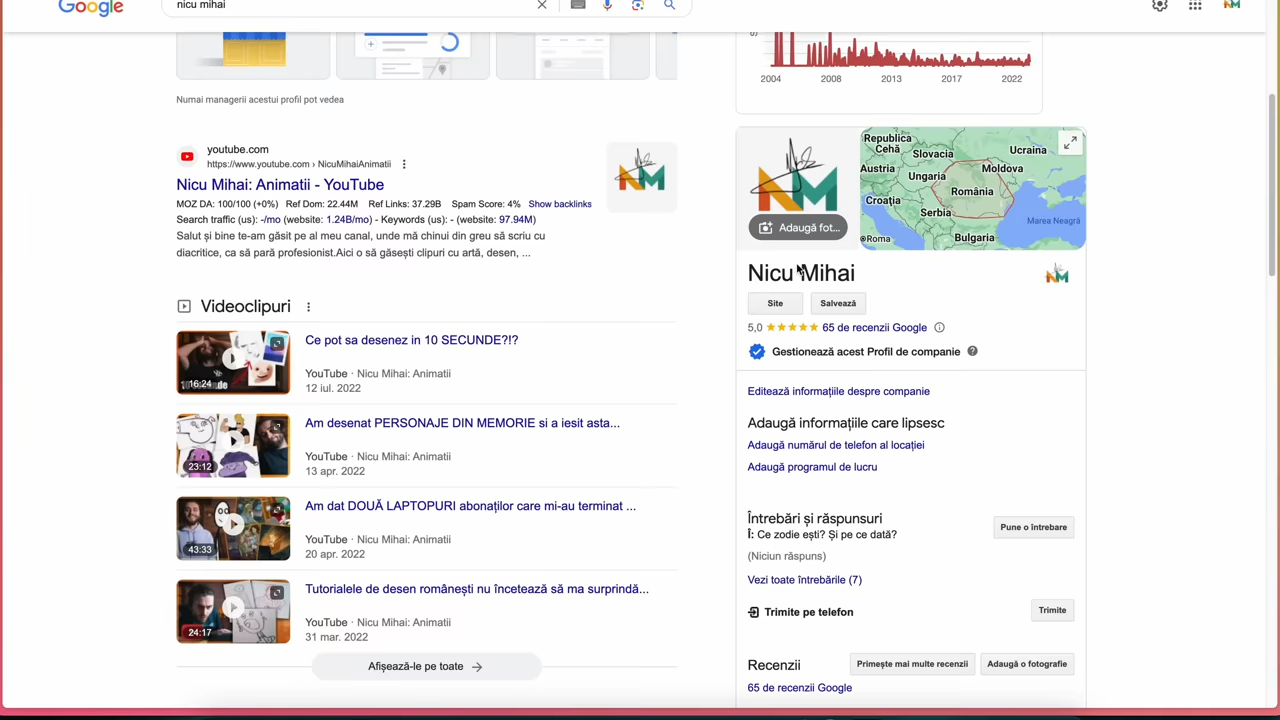 Google
nicu mihai
Numai managerii acestui profil pot vedea
youtube.com
https://www.youtube.com › NicuMihaiAnimatii
Nicu Mihai: Animatii - YouTube
MOZ DA: 100/100 (+0%) Ref Dom: 22.44M Ref Links: 37.29B Spam Score: 4% Show backlinks
Search traffic (us): -/mo (website: 1.24B/mo) - Keywords (us): - (website: 97.94M)
Salut și bine te-am găsit pe al meu canal, unde mă chinui din greu să scriu cu
diacritice, ca să para profesionist.Aici o să găsești clipuri cu artă, desen, ...
NM
Videoclipuri
16:24
Ce pot sa desenez in 10 SECUNDE?!?
YouTube · Nicu Mihai: Animatii
12 iul. 2022
23:12
Am desenat PERSONAJE DIN MEMORIE si a iesit asta...
YouTube · Nicu Mihai: Animatii
13 apr. 2022
43:33
Am dat DOUĂ LAPTOPURI abonaților care mi-au terminat ...
YouTube · Nicu Mihai: Animatii
20 apr. 2022
24:17
Tutorialele de desen românești nu încetează să ma surprindă...
YouTube · Nicu Mihai: Animatii
31 mar. 2022
Afișează-le pe toate
2004 2008 2013 2017 2022
NM
Adaugă fot...
Republica
Cehă
Slovacia
Ucraina
Austria
Ungaria
Moldova
România
Croația
Serbia
Marea Neagră
Roma
Bulgaria
Nicu Mihai
NM
Site
Salvează
5,0 65 de recenzii Google
Gestionează acest Profil de companie
Editează informațiile despre companie
Adaugă informațiile care lipsesc
Adaugă numărul de telefon al locației
Adaugă programul de lucru
Întrebări și răspunsuri
Pune o întrebare
Î: Ce zodie ești? Și pe ce dată?
(Niciun răspuns)
Vezi toate întrebările (7)
Trimite pe telefon
Trimite
Recenzii
Primește mai multe recenzii
Adaugă o fotografie
65 de recenzii Google